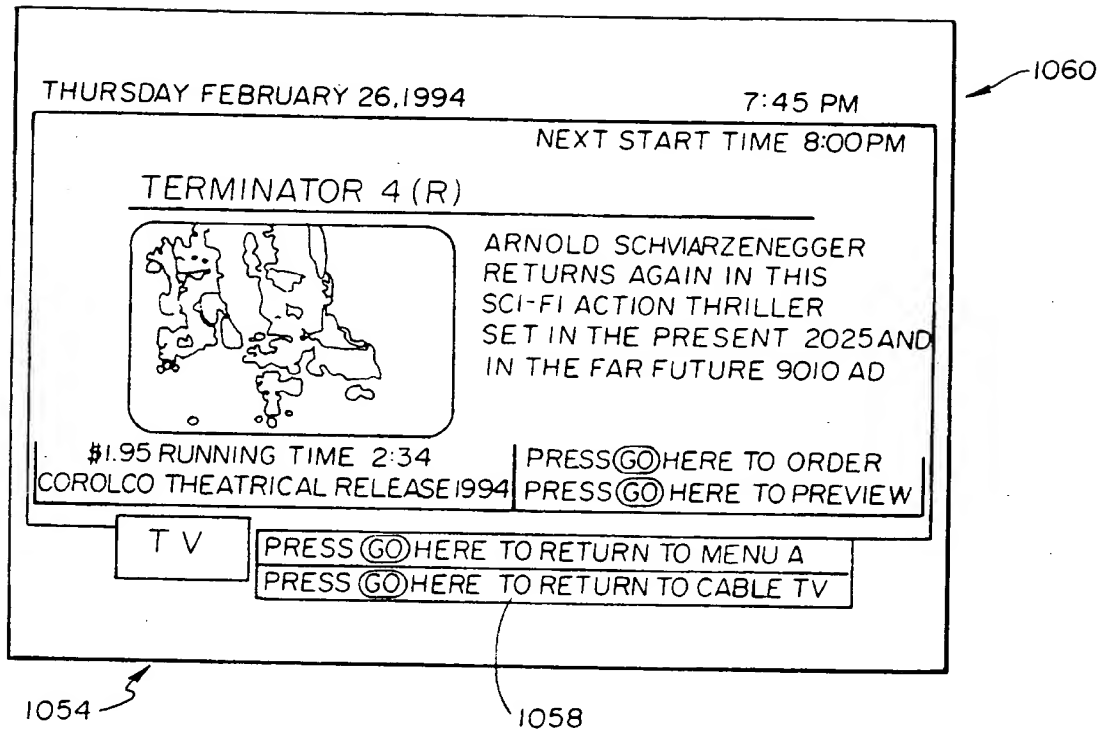 THURSDAY FEBRUARY 26,1994 7:45 PM
1060
NEXT START TIME 8:00PM
TERMINATOR 4 (R)
ARNOLD SCHVIARZENEGGER
RETURNS AGAIN IN THIS
SCI-FI ACTION THRILLER
SET IN THE PRESENT 2025 AND
IN THE FAR FUTURE 9010 AD
$1.95 RUNNING TIME 2:34
COROLCO THEATRICAL RELEASE 1994
PRESS GO HERE TO ORDER
PRESS GO HERE TO PREVIEW
TV
PRESS GO HERE TO RETURN TO MENU A
PRESS GO HERE TO RETURN TO CABLE TV
1054
1058